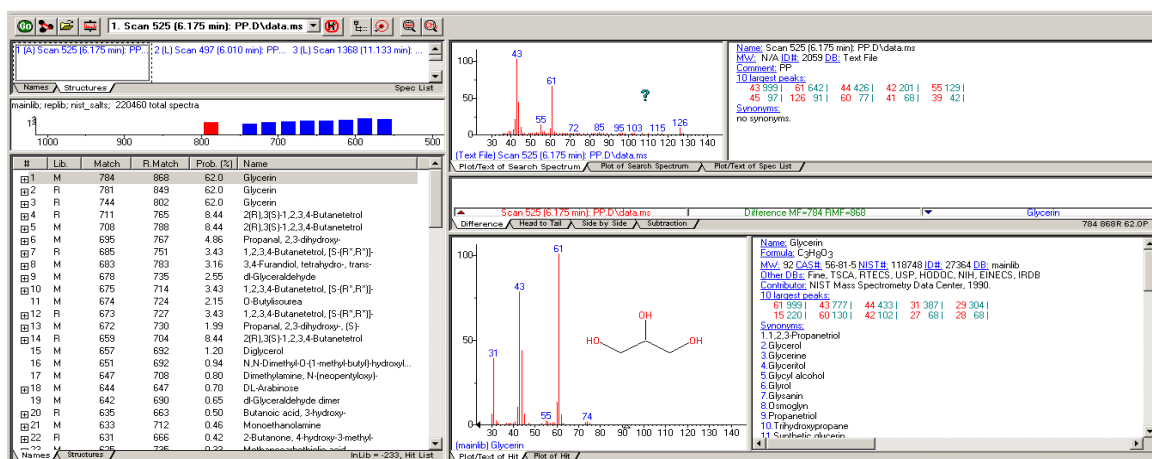 Go 1. Scan 525 (6.175 min): PP.D\data.ms
1 (A) Scan 525 (6.175 min): PP... 2 (L) Scan 497 (6.010 min): PP... 3 (L) Scan 1368 (11.133 min): ...
Names Structures Spec List
mainlib; replib; nist_salts; 220460 total spectra
1000 900 800 700 600 500
# Lib. Match R.Match Prob. (%) Name
1 M 784 868 62.0 Glycerin
2 R 781 849 62.0 Glycerin
3 R 744 802 62.0 Glycerin
4 R 711 765 8.44 2(R),3(S)-1,2,3,4-Butanetetrol
5 M 708 788 8.44 2(R),3(S)-1,2,3,4-Butanetetrol
6 M 695 767 4.86 Propanal, 2,3-dihydroxy-
7 R 685 751 3.43 1,2,3,4-Butanetetrol, [S-(R*,R*)]-
8 M 683 783 3.16 3,4-Furandiol, tetrahydro-, trans-
9 M 678 735 2.55 dl-Glyceraldehyde
10 M 675 714 3.43 1,2,3,4-Butanetetrol, [S-(R*,R*)]-
11 M 674 724 2.15 O-Butylisourea
12 R 673 727 3.43 1,2,3,4-Butanetetrol, [S-(R*,R*)]-
13 M 672 730 1.99 Propanal, 2,3-dihydroxy-, (S)-
14 R 659 704 8.44 2(R),3(S)-1,2,3,4-Butanetetrol
15 M 657 692 1.20 Diglycerol
16 M 651 692 0.94 N,N-Dimethyl-O-(1-methyl-butyl)-hydroxyl...
17 M 647 708 0.80 Dimethylamine, N-(neopentyloxy)-
18 M 644 647 0.70 DL-Arabinose
19 M 642 690 0.65 dl-Glyceraldehyde dimer
20 R 635 663 0.50 Butanoic acid, 3-hydroxy-
21 M 633 712 0.46 Monoethanolamine
22 R 631 666 0.42 2-Butanone, 4-hydroxy-3-methyl-
Names Structures InLib = -233, Hit List
100
50
0
43
61
55
72 85 95 103 115 126
?
30 40 50 60 70 80 90 100 110 120 130 140
(Text File) Scan 525 (6.175 min): PP.D\data.ms
Plot/Text of Search Spectrum Plot of Search Spectrum Plot/Text of Spec List
Name: Scan 525 (6.175 min): PP.D\data.ms
MW: N/A ID#: 2059 DB: Text File
Comment: PP
10 largest peaks:
43 999 | 61 642 | 44 426 | 42 201 | 55 129 |
45 97 | 126 91 | 60 77 | 41 68 | 39 42 |
Synonyms:
no synonyms.
Scan 525 (6.175 min): PP.D\data.ms Difference MF=784 RMF=868 Glycerin
Difference Head to Tail Side by Side Subtraction 784 868R 62.0P
100
50
0
61
43
31
55 74
OH
HO OH
30 40 50 60 70 80 90 100 110 120 130 140
(mainlib) Glycerin
Plot/Text of Hit Plot of Hit
Name: Glycerin
Formula: C3H8O3
MW: 92 CAS#: 56-81-5 NIST#: 118748 ID#: 27364 DB: mainlib
Other DBs: Fine, TSCA, RTECS, USP, HODOC, NIH, EINECS, IRDB
Contributor: NIST Mass Spectrometry Data Center, 1990.
10 largest peaks:
61 999 | 43 777 | 44 433 | 31 387 | 29 304 |
15 220 | 60 130 | 42 102 | 27 68 | 28 68 |
Synonyms:
1.1,2,3-Propanetriol
2.Glycerol
3.Glycerine
4.Glyceritol
5.Glycyl alcohol
6.Glyrol
7.Glysanin
8.Osmoglyn
9.Propanetriol
10.Trihydroxypropane
11.Synthetic glycerin